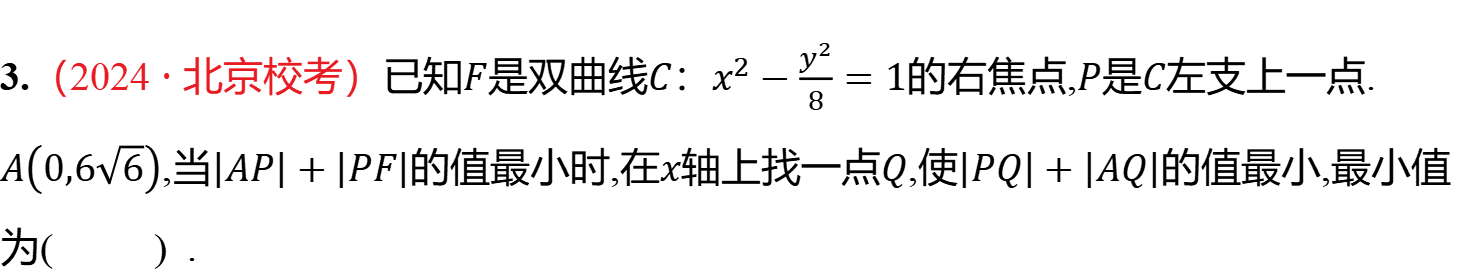 3. (2024 · 北京校考) 已知F是双曲线C: x² − y²/8 = 1的右焦点,P是C左支上一点.
A(0,6√6),当|AP| + |PF|的值最小时,在x轴上找一点Q,使|PQ| + |AQ|的值最小,最小值
为( ) .